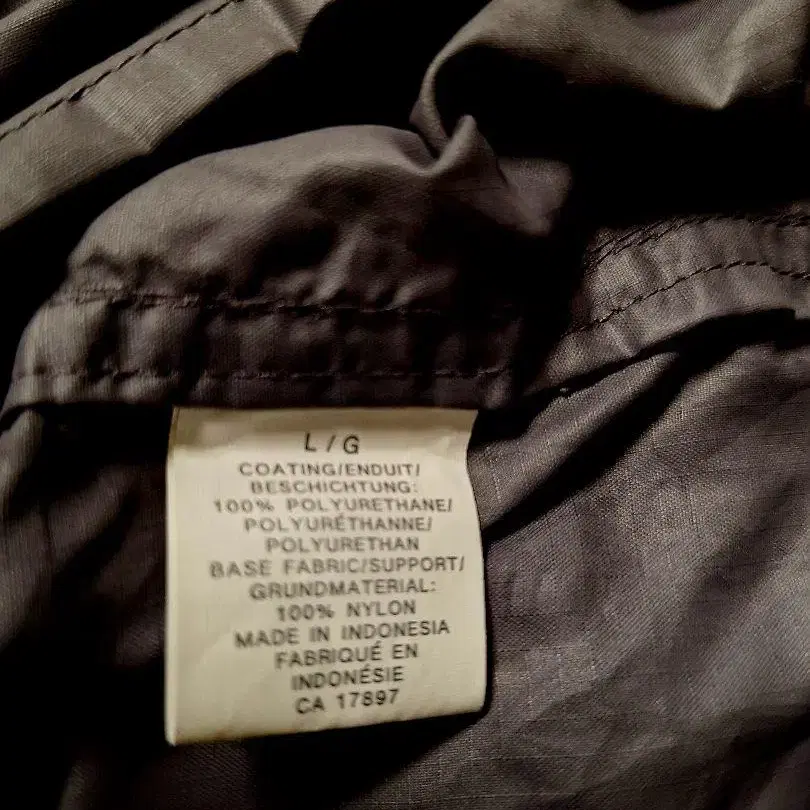 L/G
COATING/ENDUIT/
BESCHICHTUNG:
100% POLYURETHANE/
POLYURÉTHANNE/
POLYURETHAN
BASE FABRIC/SUPPORT/
GRUNDMATERIAL:
100% NYLON
MADE IN INDONESIA
FABRIQUÉ EN
INDONÉSIE
CA 17897